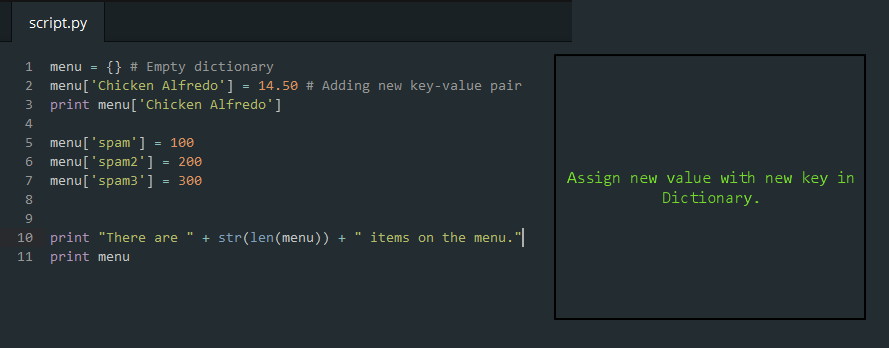 script.py
1 menu = {} # Empty dictionary
2 menu['Chicken Alfredo'] = 14.50 # Adding new key-value pair
3 print menu['Chicken Alfredo']
4
5 menu['spam'] = 100
6 menu['spam2'] = 200
7 menu['spam3'] = 300
8
9
10 print "There are " + str(len(menu)) + " items on the menu."
11 print menu
Assign new value with new key in
Dictionary.